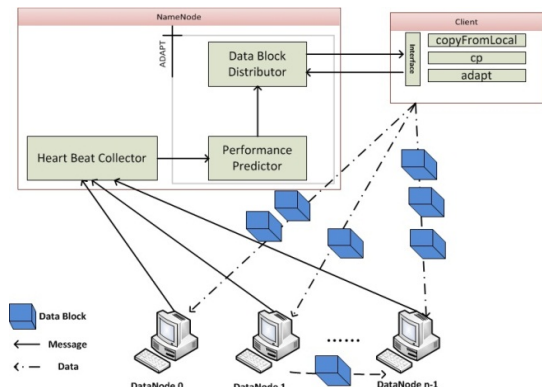 NameNode
Client
ADAPT
Data Block
Distributor
Interface
copyFromLocal
cp
adapt
Heart Beat Collector
Performance
Predictor
Data Block
Message
Data
......
DataNode 0
DataNode 1
DataNode n-1